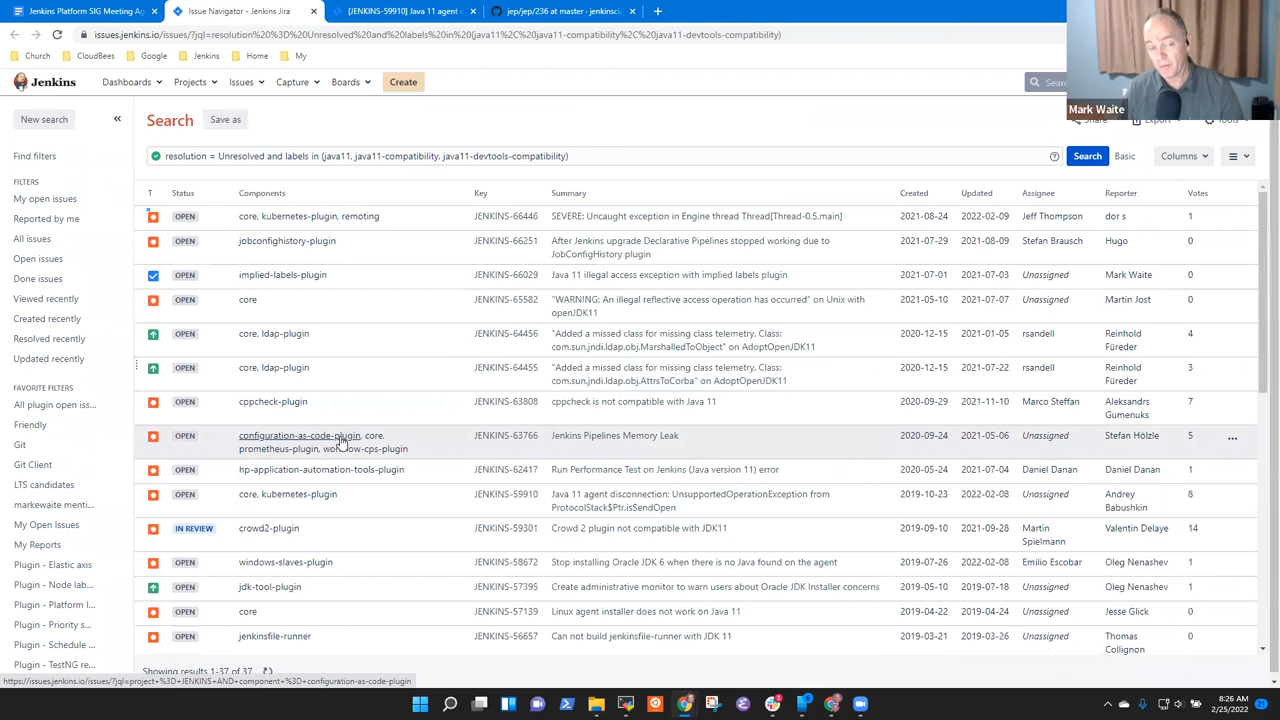 Jenkins Platform SIG Meeting Ag
Issue Navigator - Jenkins Jira
[JENKINS-59910] Java 11 agent d
jep/jep/236 at master · jenkinsci/
issues.jenkins.io/issues/?jql=resolution%20%3D%20Unresolved%20and%20labels%20in%20(java11%2C%20java11-compatibility%2C%20java11-devtools-compatibility)
Church
CloudBees
Google
Jenkins
Home
My
Jenkins
Dashboards
Projects
Issues
Capture
Boards
Create
Mark Waite
New search
Search
Save as
Share
Export
Tools
resolution = Unresolved and labels in (java11, java11-compatibility, java11-devtools-compatibility)
Search
Basic
Columns
Find filters
FILTERS
My open issues
Reported by me
All issues
Open issues
Done issues
Viewed recently
Created recently
Resolved recently
Updated recently
FAVORITE FILTERS
All plugin open iss...
Friendly
Git
Git Client
LTS candidates
markewaite mentio...
My Open Issues
My Reports
Plugin - Elastic axis
Plugin - Node lab...
Plugin - Platform l...
Plugin - Priority s...
Plugin - Schedule ...
Plugin - TestNG re...
T Status Components Key Summary Created Updated Assignee Reporter Votes
OPEN core, kubernetes-plugin, remoting JENKINS-66446 SEVERE: Uncaught exception in Engine thread Thread[Thread-0,5,main] 2021-08-24 2022-02-09 Jeff Thompson dor s 1
OPEN jobconfighistory-plugin JENKINS-66251 After Jenkins upgrade Declarative Pipelines stopped working due to 2021-07-29 2021-08-09 Stefan Brausch Hugo 0
JobConfigHistory plugin
OPEN implied-labels-plugin JENKINS-66029 Java 11 illegal access exception with implied labels plugin 2021-07-01 2021-07-03 Unassigned Mark Waite 0
OPEN core JENKINS-65582 "WARNING: An illegal reflective access operation has occurred" on Unix with 2021-05-10 2021-07-07 Unassigned Martin Jost 0
openJDK11
OPEN core, ldap-plugin JENKINS-64456 "Added a missed class for missing class telemetry. Class: 2020-12-15 2021-01-05 rsandell Reinhold 4
com.sun.jndi.ldap.obj.MarshalledToObject" on AdoptOpenJDK11 Füreder
OPEN core, ldap-plugin JENKINS-64455 "Added a missed class for missing class telemetry. Class: 2020-12-15 2021-07-22 rsandell Reinhold 3
com.sun.jndi.ldap.obj.AttrsToCorba" on AdoptOpenJDK11 Füreder
OPEN cppcheck-plugin JENKINS-63808 cppcheck is not compatible with Java 11 2020-09-29 2021-11-10 Marco Steffan Aleksandrs 7
Gumenuks
OPEN configuration-as-code-plugin, core, JENKINS-63766 Jenkins Pipelines Memory Leak 2020-09-24 2021-05-06 Unassigned Stefan Hölzle 5
prometheus-plugin, workflow-cps-plugin
OPEN hp-application-automation-tools-plugin JENKINS-62417 Run Performance Test on Jenkins (Java version 11) error 2020-05-24 2021-07-04 Daniel Danan Daniel Danan 1
OPEN core, kubernetes-plugin JENKINS-59910 Java 11 agent disconnection: UnsupportedOperationException from 2019-10-23 2022-02-08 Unassigned Andrey 8
ProtocolStack$Ptr.isSendOpen Babushkin
IN REVIEW crowd2-plugin JENKINS-59301 Crowd 2 plugin not compatible with JDK11 2019-09-10 2021-09-28 Martin Valentin Delaye 14
Spielmann
OPEN windows-slaves-plugin JENKINS-58672 Stop installing Oracle JDK 6 when there is no Java found on the agent 2019-07-26 2022-02-08 Emilio Escobar Oleg Nenashev 1
OPEN jdk-tool-plugin JENKINS-57395 Create administrative monitor to warn users about Oracle JDK Installer concerns 2019-05-10 2019-07-18 Unassigned Oleg Nenashev 1
OPEN core JENKINS-57139 Linux agent installer does not work on Java 11 2019-04-22 2019-04-24 Unassigned Jesse Glick 0
OPEN jenkinsfile-runner JENKINS-56657 Can not build jenkinsfile-runner with JDK 11 2019-03-21 2019-03-26 Unassigned Thomas 0
Collignon
Showing results 1-37 of 37
https://issues.jenkins.io/issues/?jql=project+%3D+JENKINS+AND+component+%3D+configuration-as-code-plugin
8:26 AM
2/25/2022